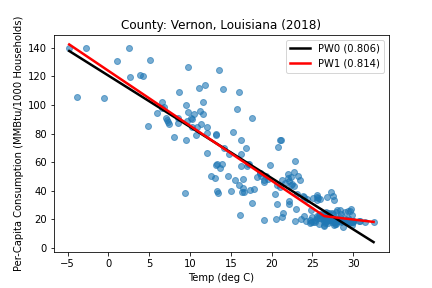 County: Vernon, Louisiana (2018)
PW0 (0.806)
PW1 (0.814)
Per-Capita Consumption (MMBtu/1000 Households)
140
120
100
80
60
40
20
0
−5 0 5 10 15 20 25 30
Temp (deg C)